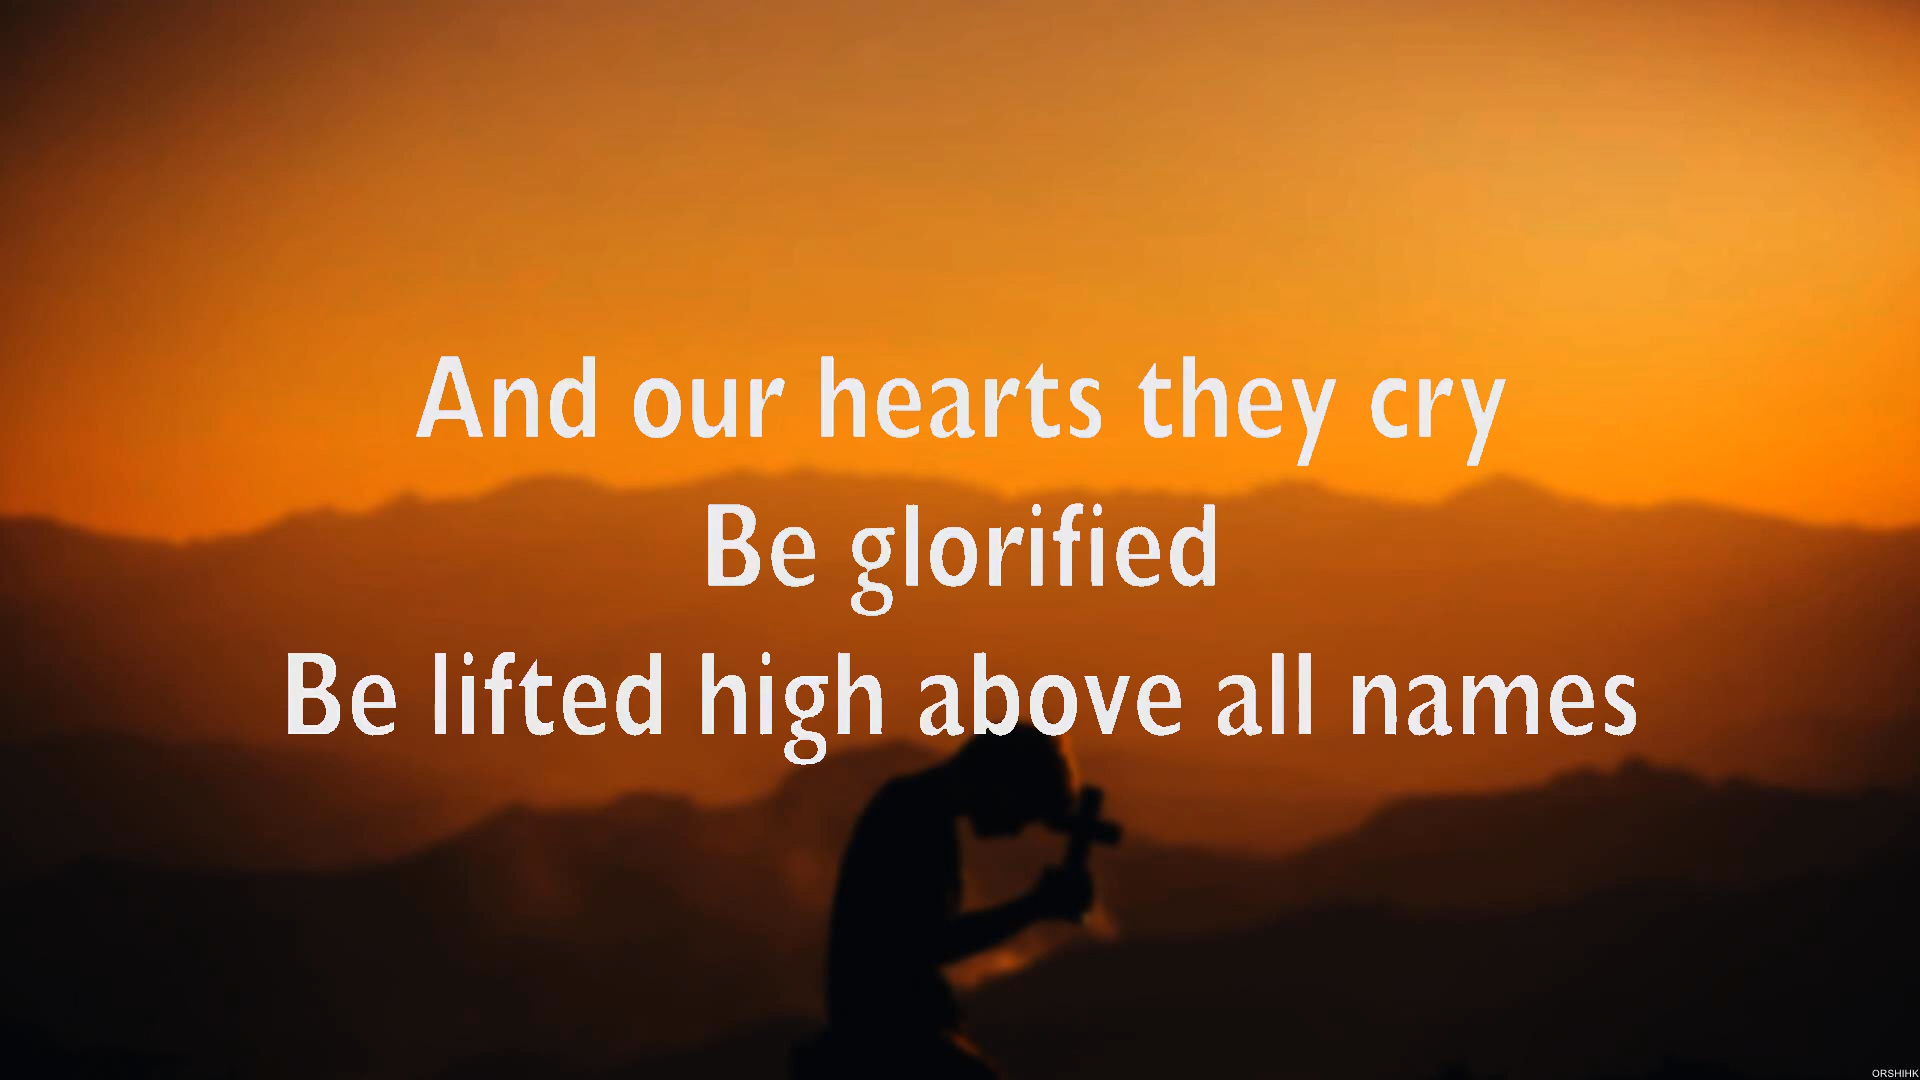 And our hearts they cry
Be glorified
Be lifted high above all names
ORSHIHK